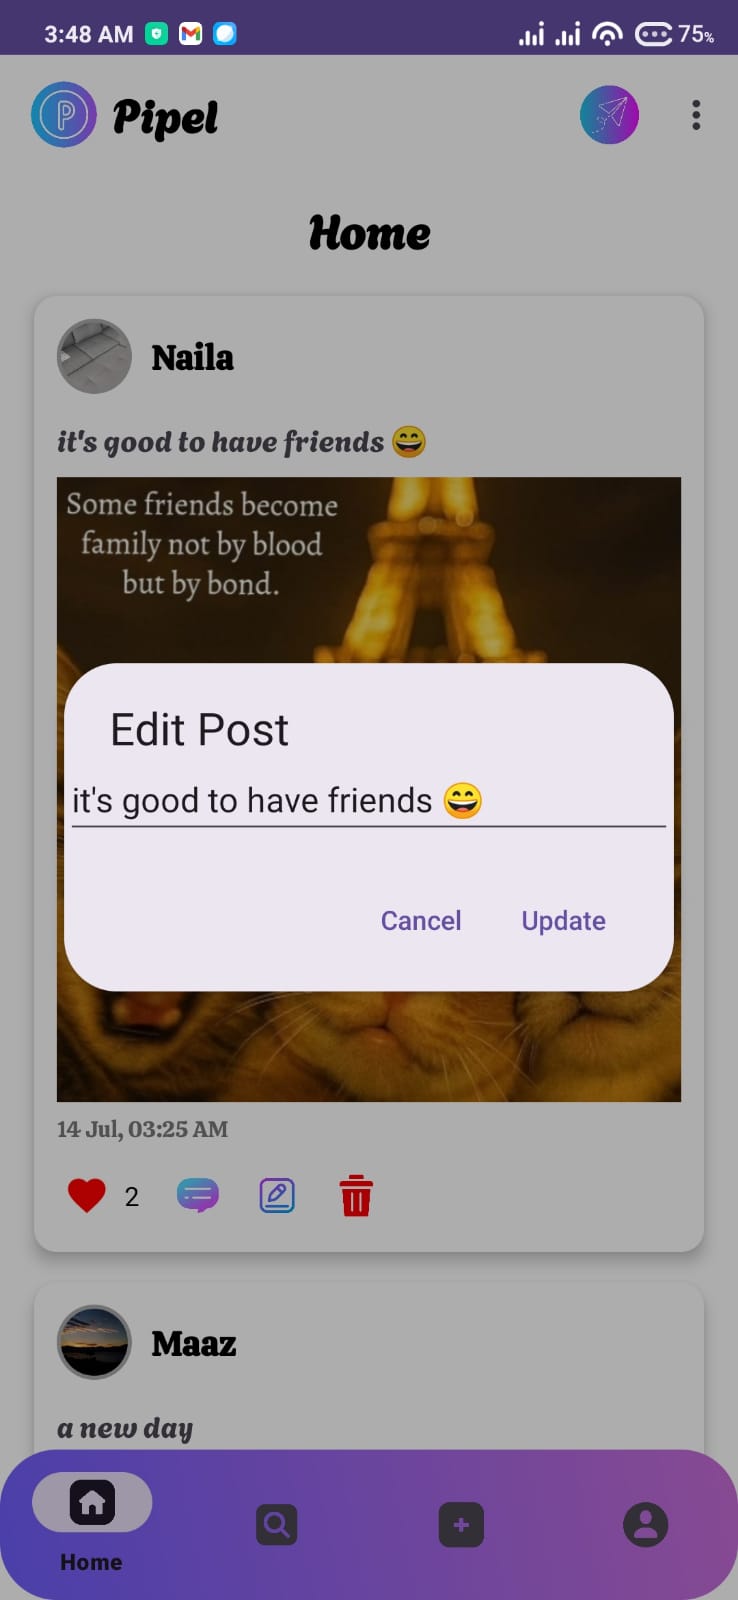 3:48 AM
75%
Pipel
Home
Naila
it's good to have friends 😄
Some friends become
family not by blood
but by bond.
Edit Post
it's good to have friends 😄
Cancel
Update
14 Jul, 03:25 AM
2
Maaz
a new day
Home